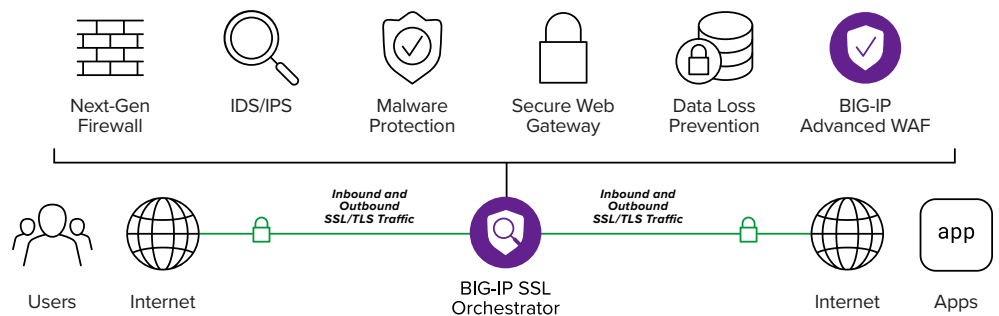 Next-Gen
Firewall
IDS/IPS
Malware
Protection
Secure Web
Gateway
Data Loss
Prevention
BIG-IP
Advanced WAF
Inbound and
Outbound
SSL/TLS Traffic
Inbound and
Outbound
SSL/TLS Traffic
app
Users
Internet
BIG-IP SSL
Orchestrator
Internet
Apps